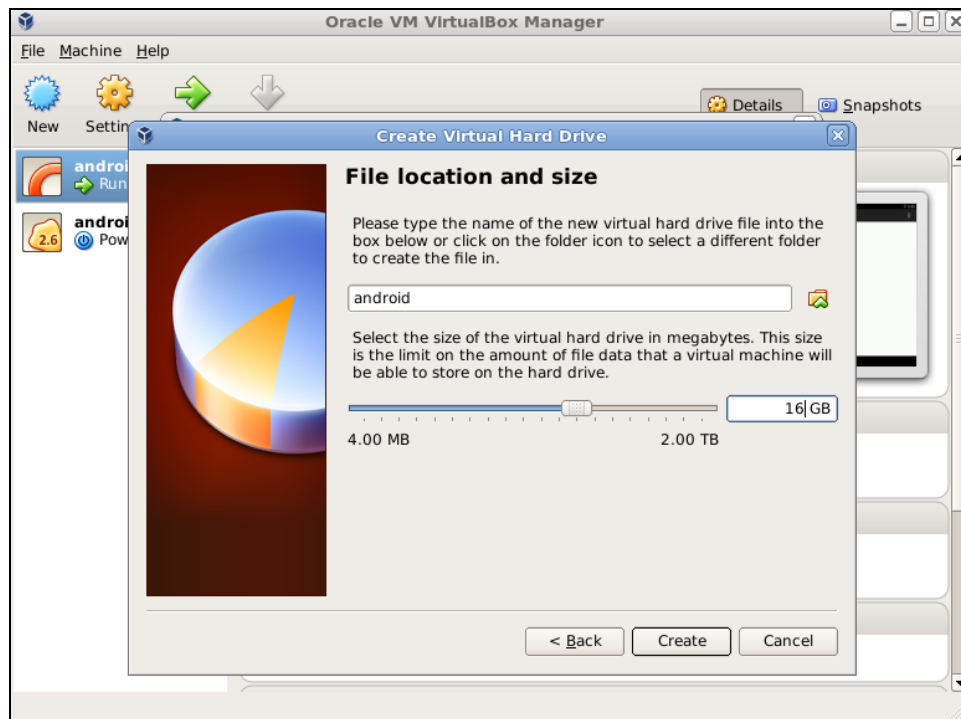 Oracle VM VirtualBox Manager
File Machine Help
New Settin
Details Snapshots
Create Virtual Hard Drive
androi
Run
androi
Pow
2.6
File location and size
Please type the name of the new virtual hard drive file into the
box below or click on the folder icon to select a different folder
to create the file in.
android
Select the size of the virtual hard drive in megabytes. This size
is the limit on the amount of file data that a virtual machine will
be able to store on the hard drive.
16 GB
4.00 MB 2.00 TB
< Back Create Cancel